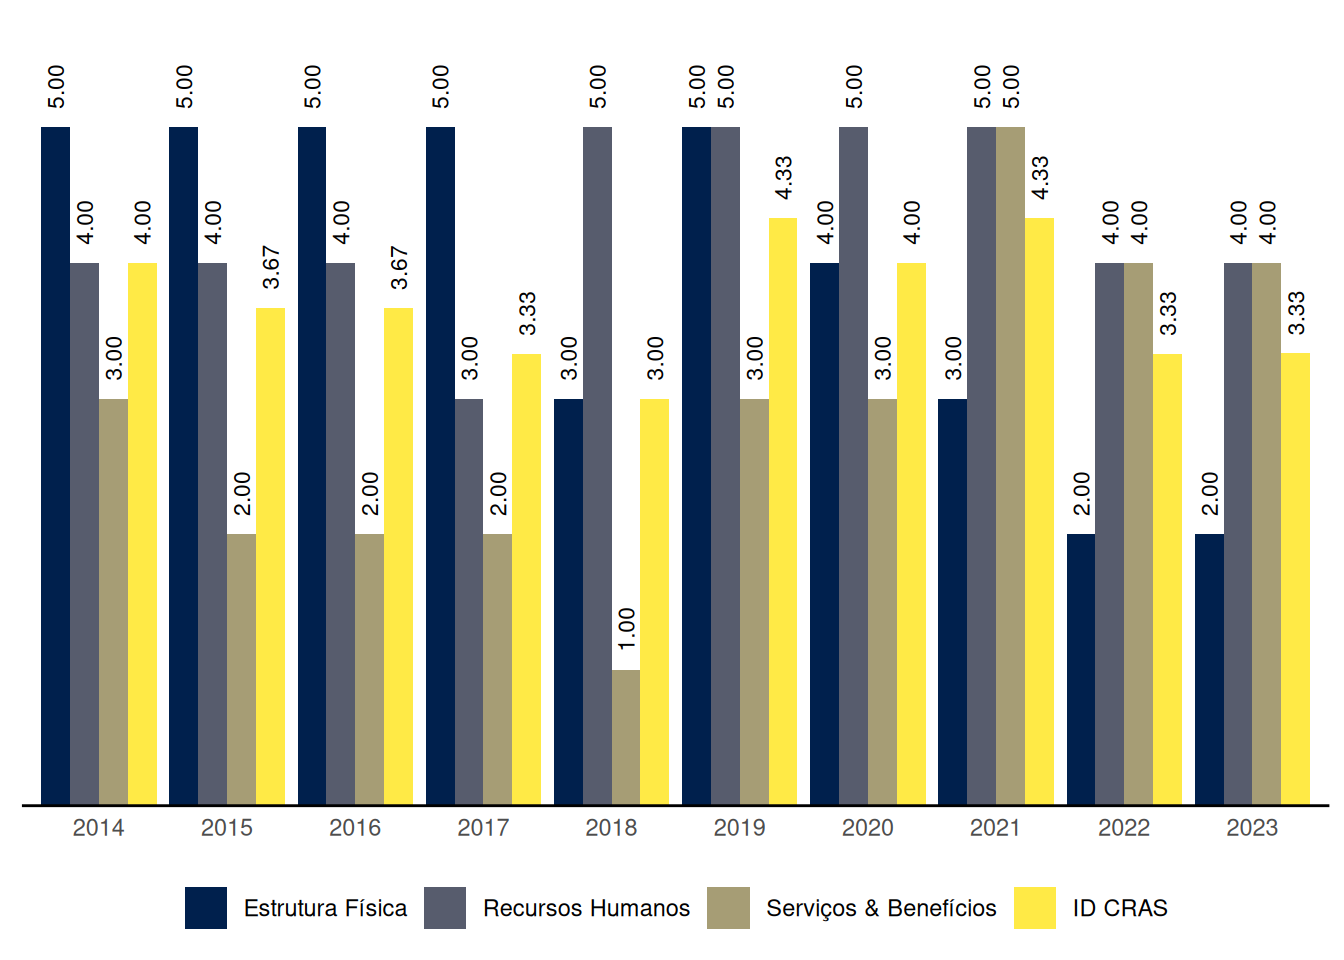 5.00 4.00 3.00 4.00
5.00 4.00 2.00 3.67
5.00 4.00 2.00 3.67
5.00 3.00 2.00 3.33
3.00 5.00 1.00 3.00
5.00 5.00 3.00 4.33
4.00 5.00 3.00 4.00
3.00 5.00 5.00 4.33
2.00 4.00 4.00 3.33
2.00 4.00 4.00 3.33
2014 2015 2016 2017 2018 2019 2020 2021 2022 2023
Estrutura Física Recursos Humanos Serviços & Benefícios ID CRAS